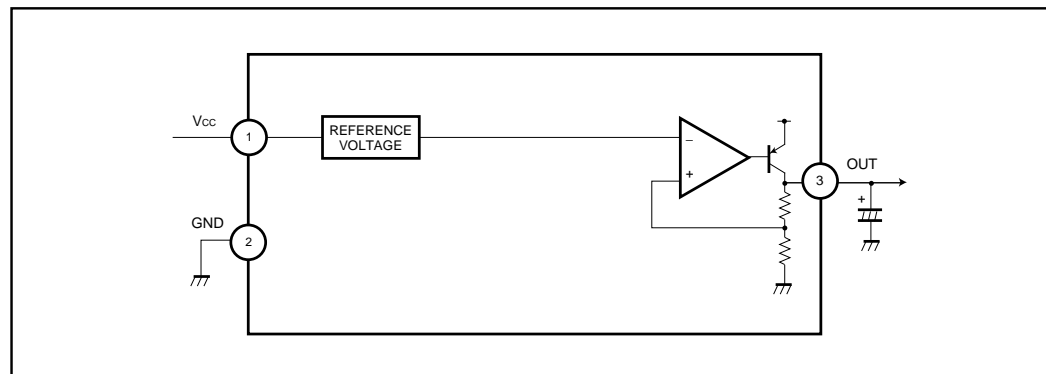 Vcc
1
REFERENCE
VOLTAGE
−
+
3
OUT
+
GND
2